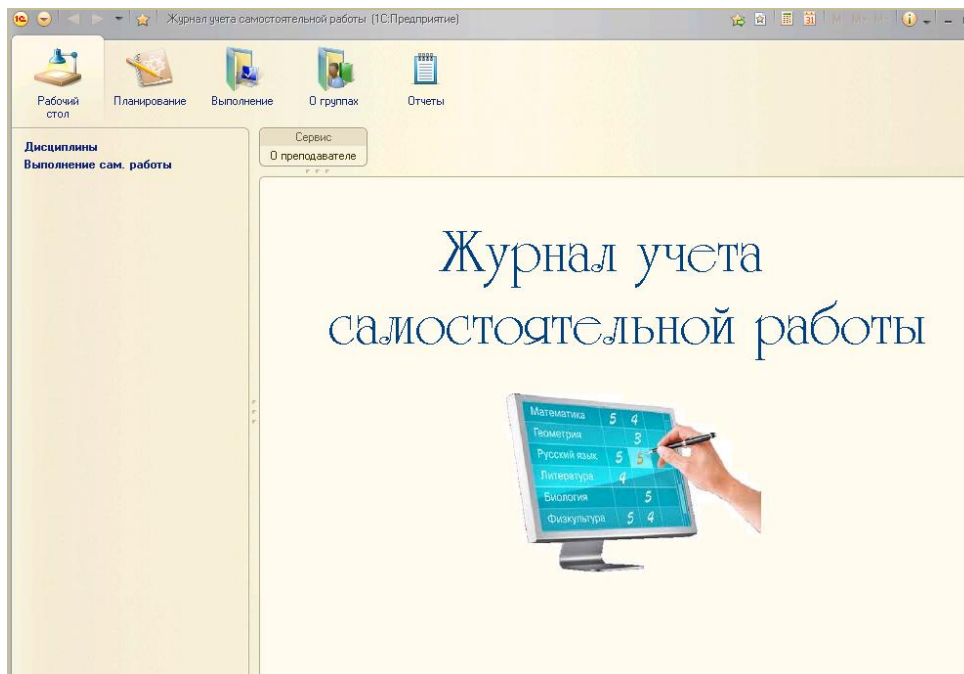 Журнал учета самостоятельной работы (1С:Предприятие)
31
M M+ M-
Рабочий
стол
Планирование
Выполнение
О группах
Отчеты
Дисциплины
Выполнение сам. работы
Сервис
О преподавателе
Журнал учета
самостоятельной работы
Математика 5 4
Геометрия 3
Русский язык 5 5
Литература 4
Биология 5
Физкультура 5 4